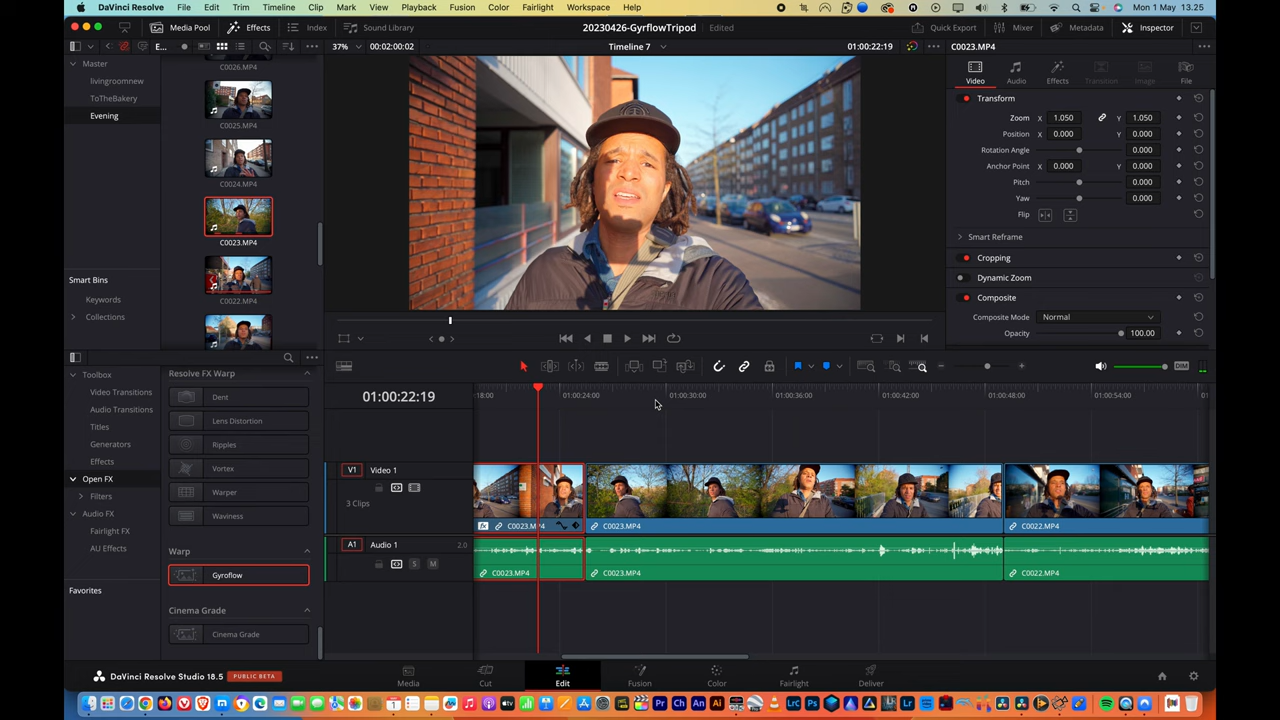 DaVinci Resolve File Edit Trim Timeline Clip Mark View Playback Fusion Color Fairlight Workspace Help Mon 1 May 13.25
Media Pool Effects Index Sound Library 20230426-GyrflowTripod Edited Quick Export Mixer Metadata Inspector
E... 37% 00:02:00:02 Timeline 7 01:00:22:19 C0023.MP4
Master
livingroomnew
ToTheBakery
Evening
C0026.MP4
C0025.MP4
C0024.MP4
C0023.MP4
C0022.MP4
Smart Bins
Keywords
Collections
Video Audio Effects Transition Image File
Transform
Zoom X 1.050 Y 1.050
Position X 0.000 Y 0.000
Rotation Angle 0.000
Anchor Point X 0.000 Y 0.000
Pitch 0.000
Yaw 0.000
Flip
Smart Reframe
Cropping
Dynamic Zoom
Composite
Composite Mode Normal
Opacity 100.00
Toolbox
Video Transitions
Audio Transitions
Titles
Generators
Effects
Open FX
Filters
Audio FX
Fairlight FX
AU Effects
Favorites
Resolve FX Warp
Dent
Lens Distortion
Ripples
Vortex
Warper
Waviness
Warp
Gyroflow
Cinema Grade
Cinema Grade
DIM
01:00:22:19 18:00 01:00:24:00 01:00:30:00 01:00:36:00 01:00:42:00 01:00:48:00 01:00:54:00
V1 Video 1
3 Clips
fx C0023.MP4 C0023.MP4 C0022.MP4
A1 Audio 1 2.0
S M
C0023.MP4 C0023.MP4 C0022.MP4
DaVinci Resolve Studio 18.5 PUBLIC BETA
Media Cut Edit Fusion Color Fairlight Deliver
Pr Ch An Ai LrC Ps Lr